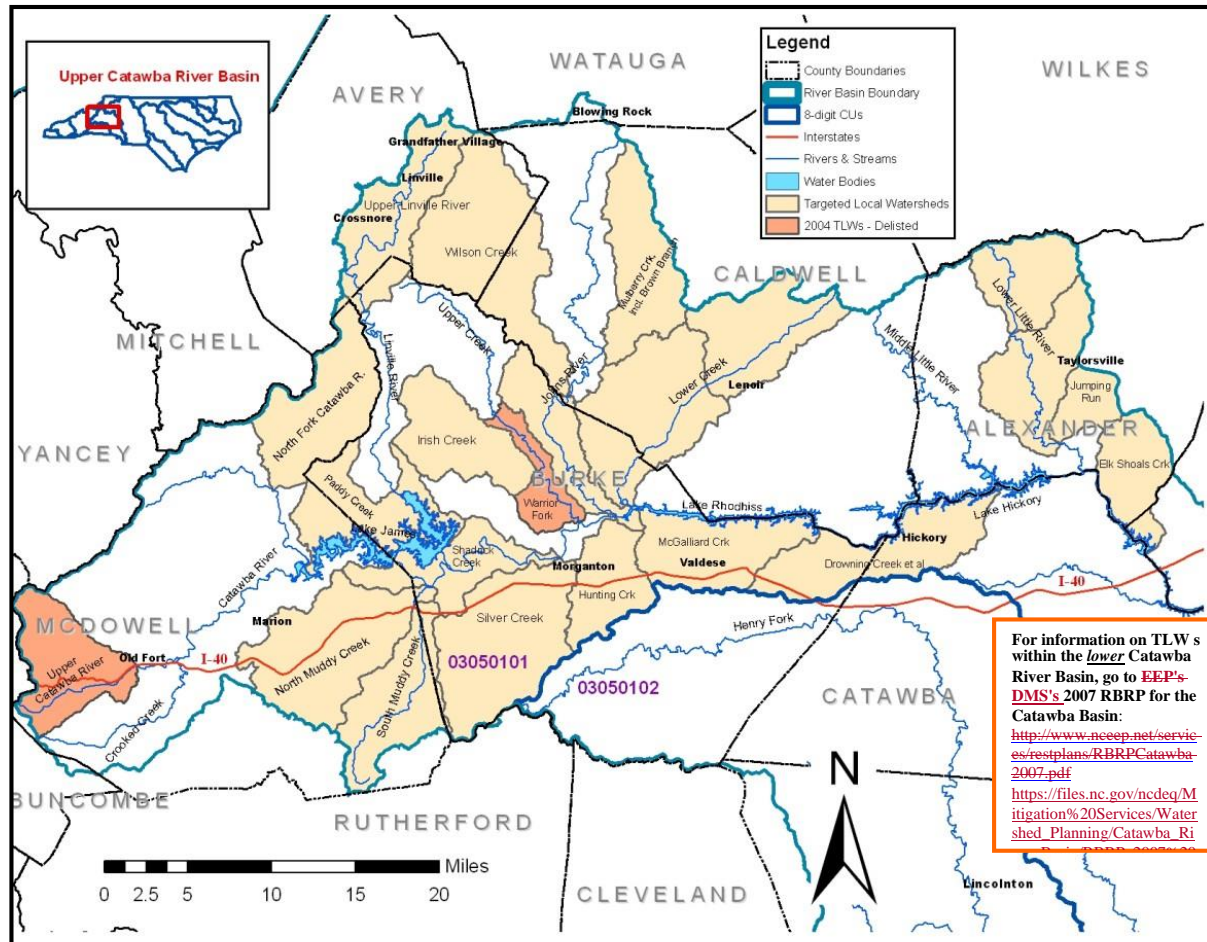 Upper Catawba River Basin
Legend
County Boundaries
River Basin Boundary
8-digit CUs
Interstates
Rivers & Streams
Water Bodies
Targeted Local Watersheds
2004 TLWs - Delisted
WATAUGA
WILKES
AVERY
Blowing Rock
Grandfather Village
Linville
Upper Linville River
Crossnore
Wilson Creek
Mulberry Crk.
Incl. Brown Branch
CALDWELL
MITCHELL
Linville River
Upper Creek
Johns River
Lower Creek
Lenoir
Middle Little River
Lower Little River
Taylorsville
Jumping
Run
ALEXANDER
Elk Shoals Crk
YANCEY
North Fork Catawba R.
Irish Creek
BURKE
Warrior
Fork
Paddy Creek
Lake James
Lake Rhodhiss
Lake Hickory
Catawba River
Shadrick
Creek
Morganton
McGalliard Crk
Valdese
Hickory
Drowning Creek et al
Hunting Crk
I-40
MCDOWELL
Marion
Silver Creek
Old Fort
I-40
Upper
Catawba River
North Muddy Creek
03050101
Henry Fork
03050102
South Muddy Creek
Crooked Creek
CATAWBA
BUNCOMBE
RUTHERFORD
CLEVELAND
Lincolnton
N
Miles
0 2.5 5 10 15 20
For information on TLW s
within the lower Catawba
River Basin, go to EEP's
DMS's 2007 RBRP for the
Catawba Basin:
http://www.nceep.net/servic
es/restplans/RBRPCatawba
2007.pdf
https://files.nc.gov/ncdeq/M
itigation%20Services/Water
shed_Planning/Catawba_Ri